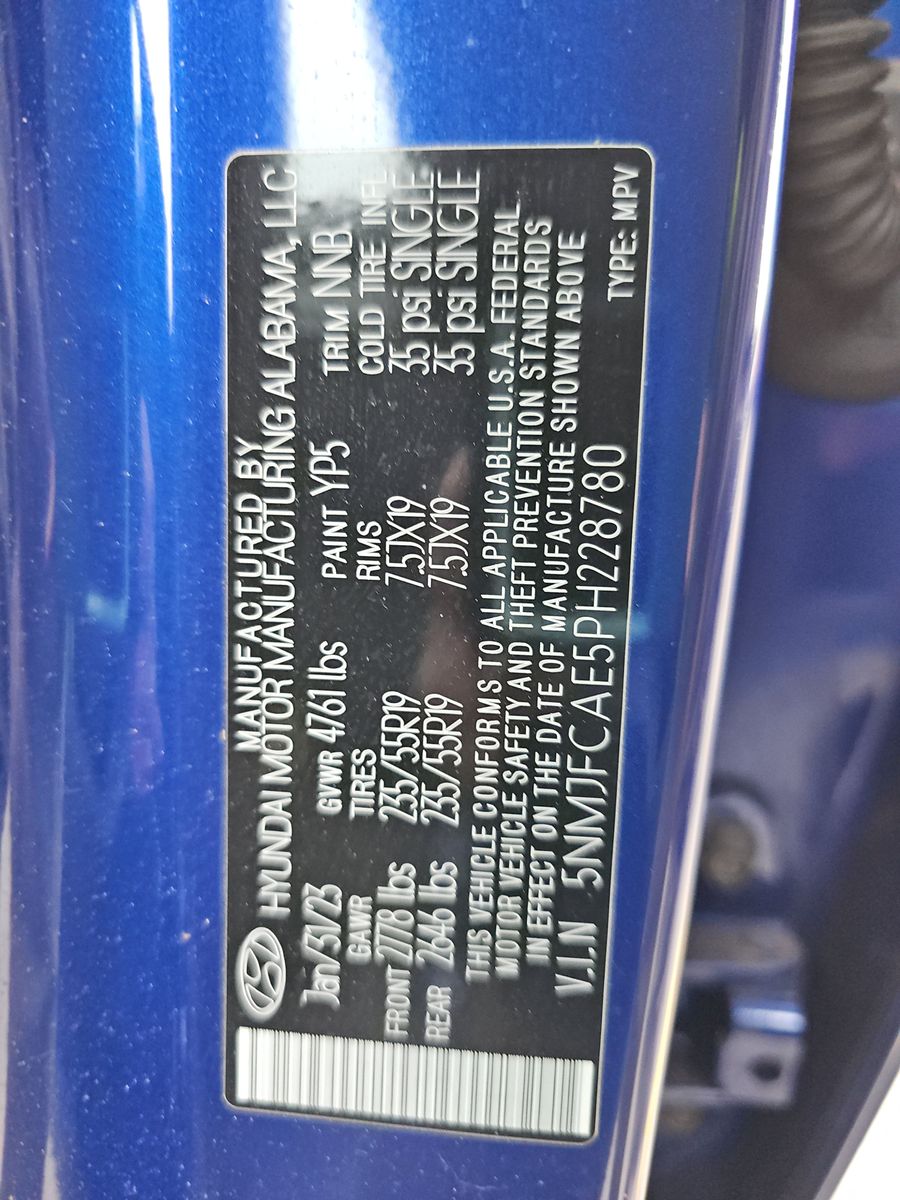 MANUFACTURED BY
HYUNDAI MOTOR MANUFACTURING ALABAMA, LLC
Jan/31/23 GVWR 4761 lbs PAINT YP5 TRIM NNB
GAWR TIRES RIMS COLD TIRE INFL
FRONT 2778 lbs 235/55R19 7.5JX19 35 psi SINGLE
REAR 2646 lbs 235/55R19 7.5JX19 35 psi SINGLE
THIS VEHICLE CONFORMS TO ALL APPLICABLE U.S.A. FEDERAL
MOTOR VEHICLE SAFETY AND THEFT PREVENTION STANDARDS
IN EFFECT ON THE DATE OF MANUFACTURE SHOWN ABOVE
V.I.N 5NMJFCAE5PH228780 TYPE: MPV